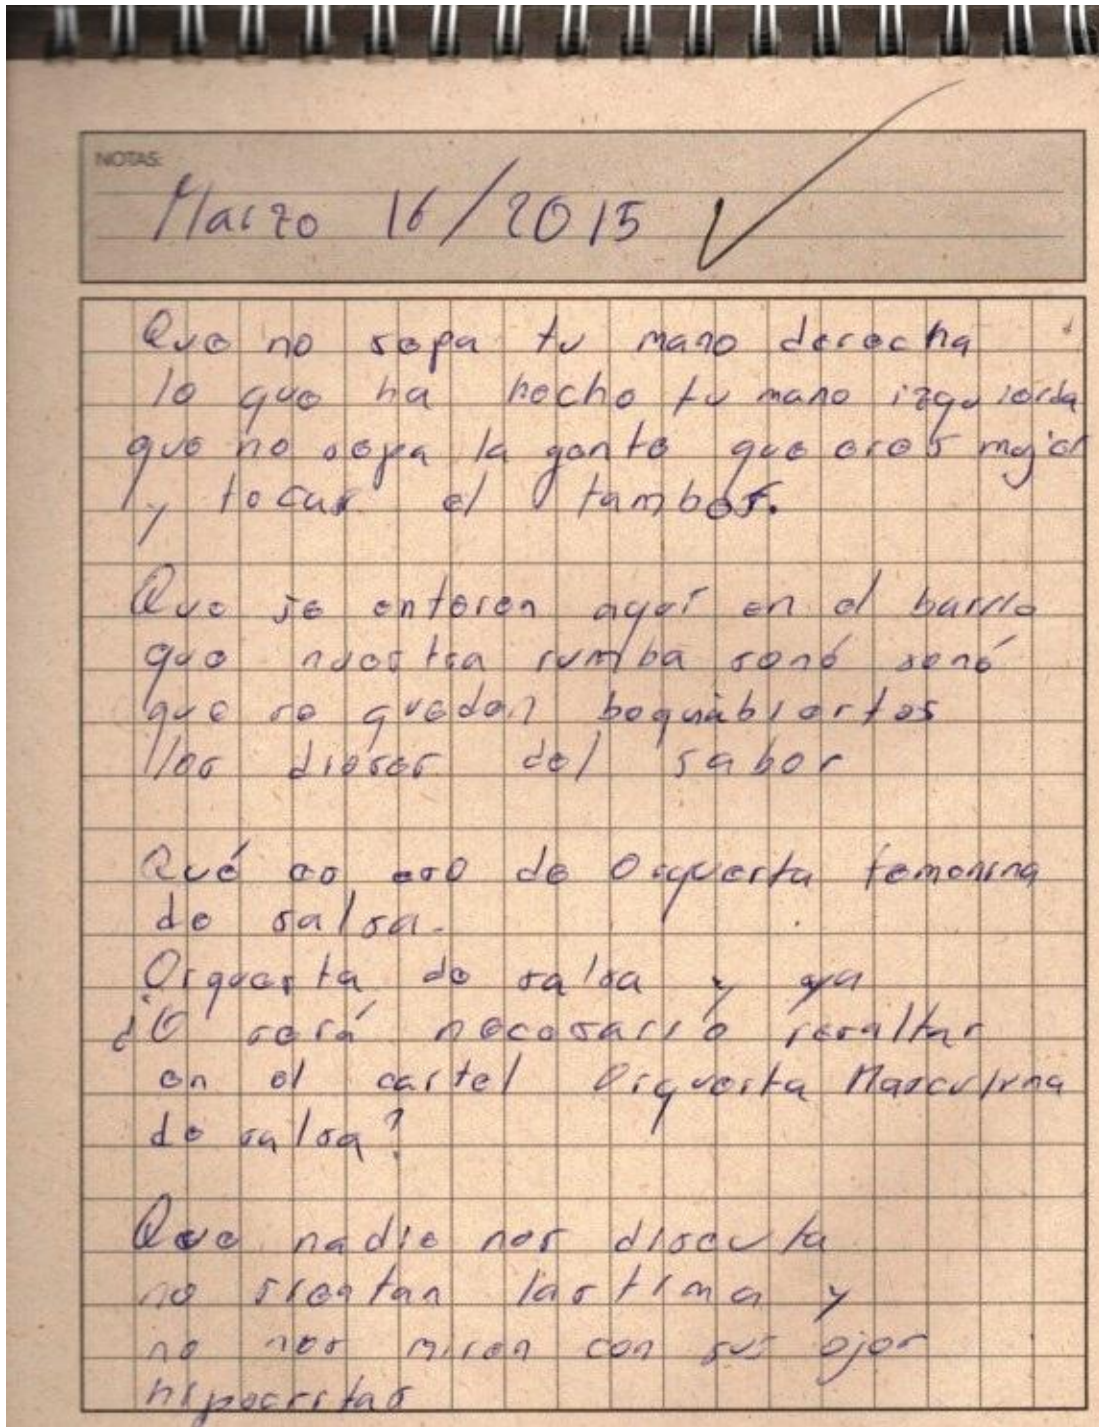 NOTAS:
Marzo 16/2015
Que no sepa tu mano derecha
lo que ha hecho tu mano izquierda
que no sepa la gente que eres mujer
y tocas el tambor.
Que se enteren aquí en el barrio
que nuestra rumba sonó sonó
que se queden boquiabiertos
los dioses del sabor
Qué es eso de Orquesta femenina
de salsa.
Orquesta de salsa y ya
¿O será necesario resaltar
en el cartel Orquesta Masculina
de salsa?
Que nadie nos discuta
no sientan lastima y
no nos miren con sus ojos
hipocritas